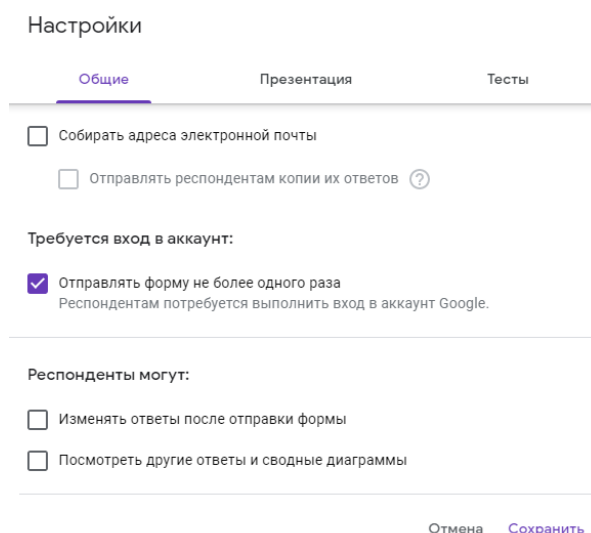 Настройки
Общие Презентация Тесты
Собирать адреса электронной почты
Отправлять респондентам копии их ответов ?
Требуется вход в аккаунт:
Отправлять форму не более одного раза
Респондентам потребуется выполнить вход в аккаунт Google.
Респонденты могут:
Изменять ответы после отправки формы
Посмотреть другие ответы и сводные диаграммы
Отмена Сохранить